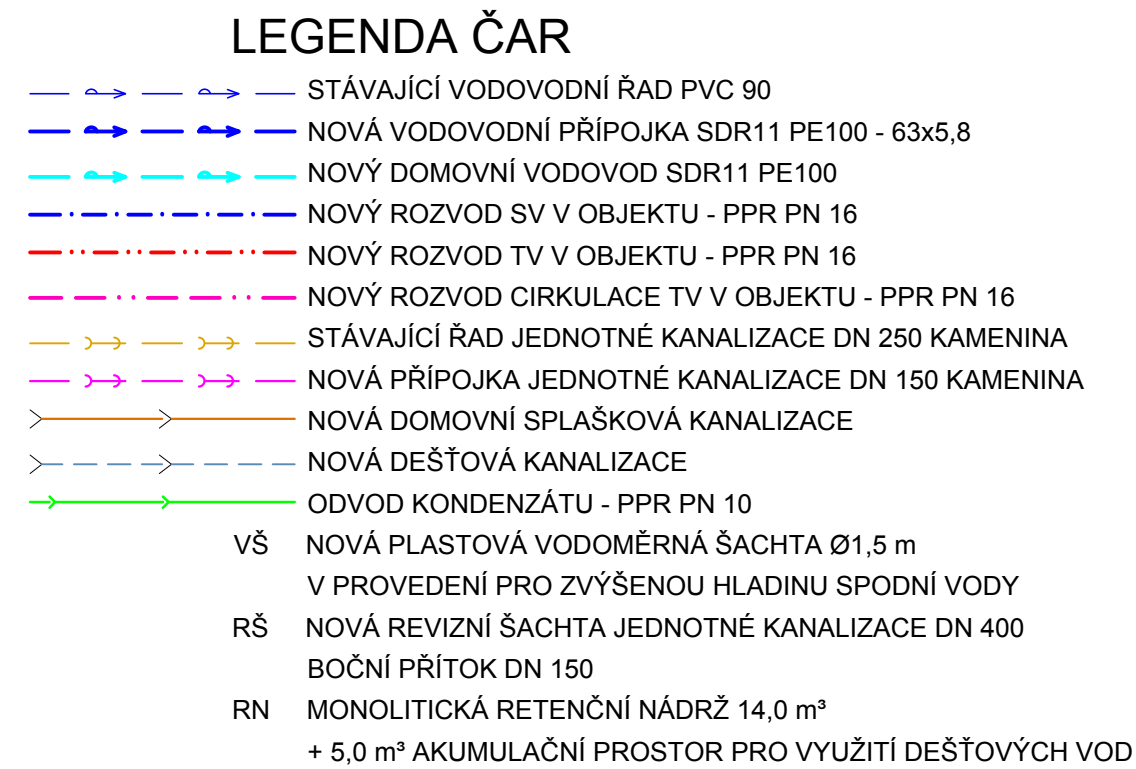 LEGENDA ČAR
STÁVAJÍCÍ VODOVODNÍ ŘAD PVC 90
NOVÁ VODOVODNÍ PŘÍPOJKA SDR11 PE100 - 63x5,8
NOVÝ DOMOVNÍ VODOVOD SDR11 PE100
NOVÝ ROZVOD SV V OBJEKTU - PPR PN 16
NOVÝ ROZVOD TV V OBJEKTU - PPR PN 16
NOVÝ ROZVOD CIRKULACE TV V OBJEKTU - PPR PN 16
STÁVAJÍCÍ ŘAD JEDNOTNÉ KANALIZACE DN 250 KAMENINA
NOVÁ PŘÍPOJKA JEDNOTNÉ KANALIZACE DN 150 KAMENINA
NOVÁ DOMOVNÍ SPLAŠKOVÁ KANALIZACE
NOVÁ DEŠŤOVÁ KANALIZACE
ODVOD KONDENZÁTU - PPR PN 10
VŠ NOVÁ PLASTOVÁ VODOMĚRNÁ ŠACHTA Ø1,5 m
V PROVEDENÍ PRO ZVÝŠENOU HLADINU SPODNÍ VODY
RŠ NOVÁ REVIZNÍ ŠACHTA JEDNOTNÉ KANALIZACE DN 400
BOČNÍ PŘÍTOK DN 150
RN MONOLITICKÁ RETENČNÍ NÁDRŽ 14,0 m³
+ 5,0 m³ AKUMULAČNÍ PROSTOR PRO VYUŽITÍ DEŠŤOVÝCH VOD